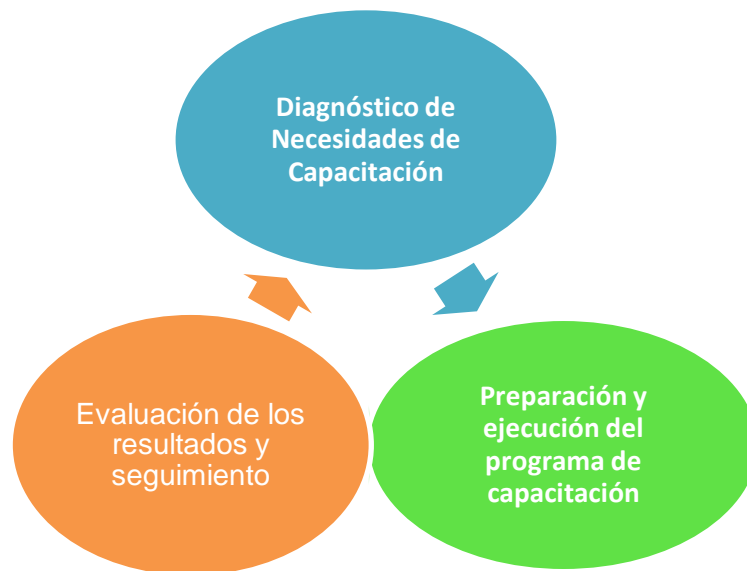 Diagnóstico de
Necesidades de
Capacitación
Evaluación de los
resultados y
seguimiento
Preparación y
ejecución del
programa de
capacitación